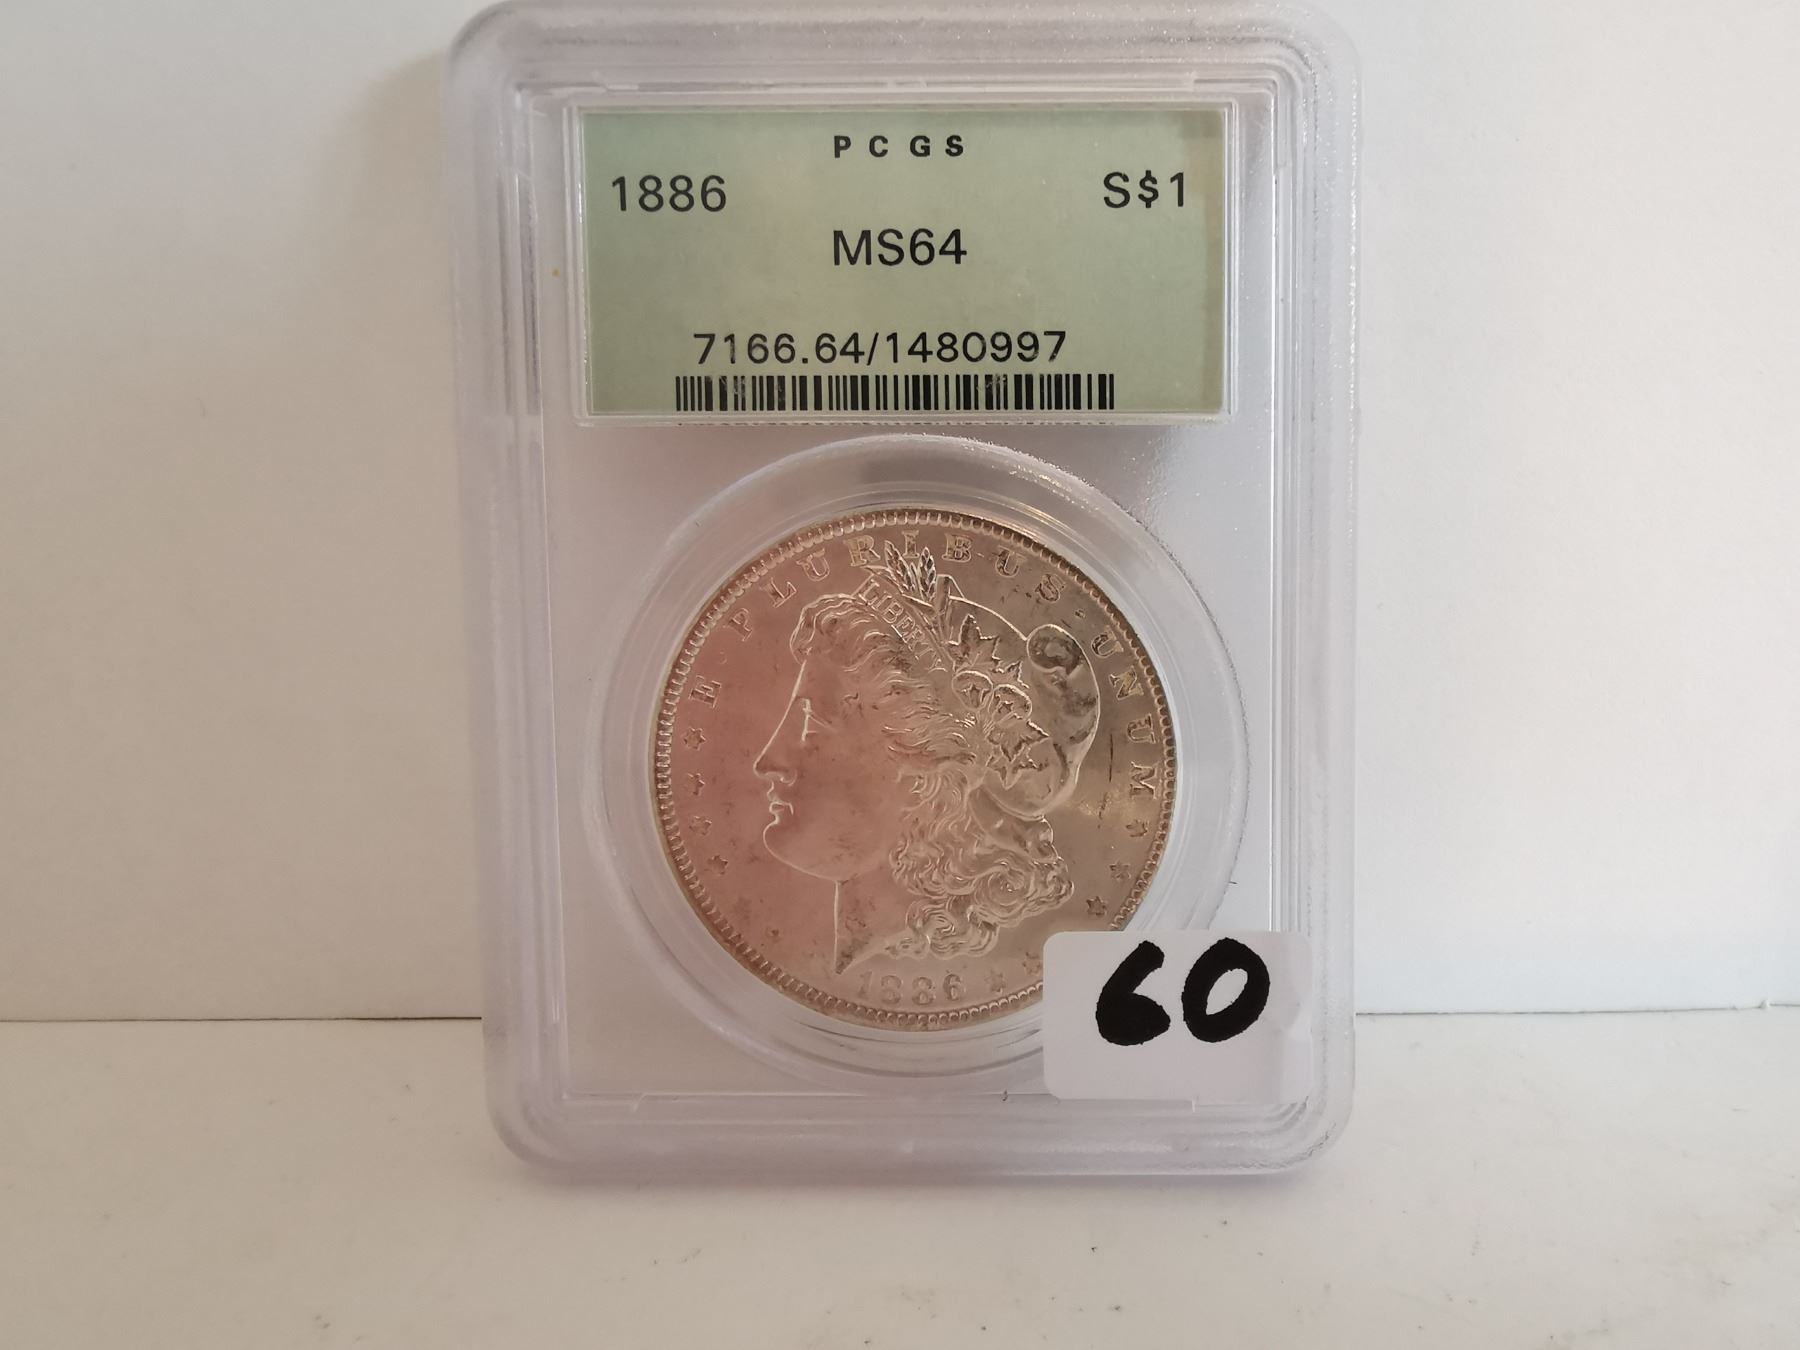 PCGS
1886 S$1
MS64
7166.64/1480997
E·PLURIBUS·UNUM
LIBERTY
1886
60